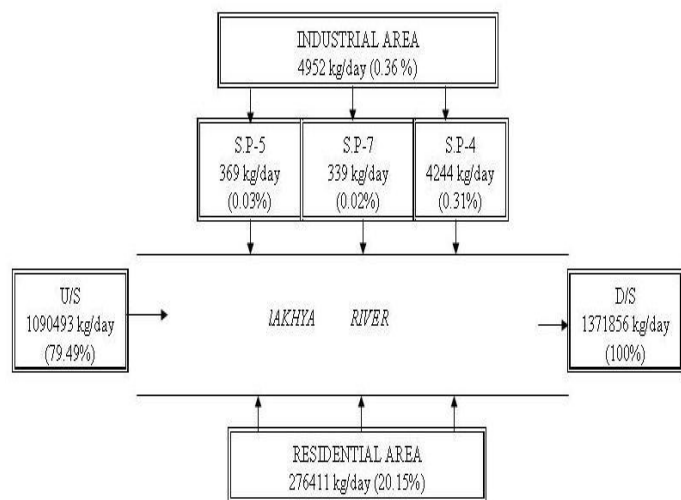 INDUSTRIAL AREA
4952 kg/day (0.36 %)
S.P-5
369 kg/day
(0.03%)
S.P-7
339 kg/day
(0.02%)
S.P-4
4244 kg/day
(0.31%)
U/S
1090493 kg/day
(79.49%)
lAKHYA RIVER
D/S
1371856 kg/day
(100%)
RESIDENTIAL AREA
276411 kg/day (20.15%)